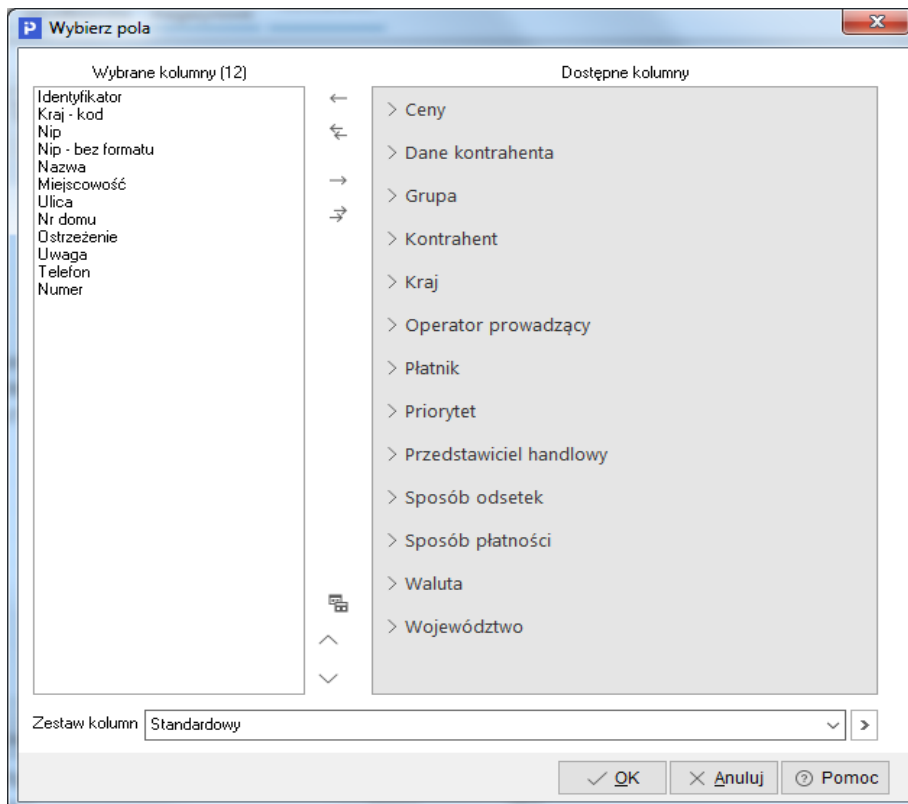 Wybierz pola
Wybrane kolumny (12)
Identyfikator
Kraj - kod
Nip
Nip - bez formatu
Nazwa
Miejscowość
Ulica
Nr domu
Ostrzeżenie
Uwaga
Telefon
Numer
Dostępne kolumny
Ceny
Dane kontrahenta
Grupa
Kontrahent
Kraj
Operator prowadzący
Płatnik
Priorytet
Przedstawiciel handlowy
Sposób odsetek
Sposób płatności
Waluta
Województwo
Zestaw kolumn Standardowy
OK Anuluj Pomoc